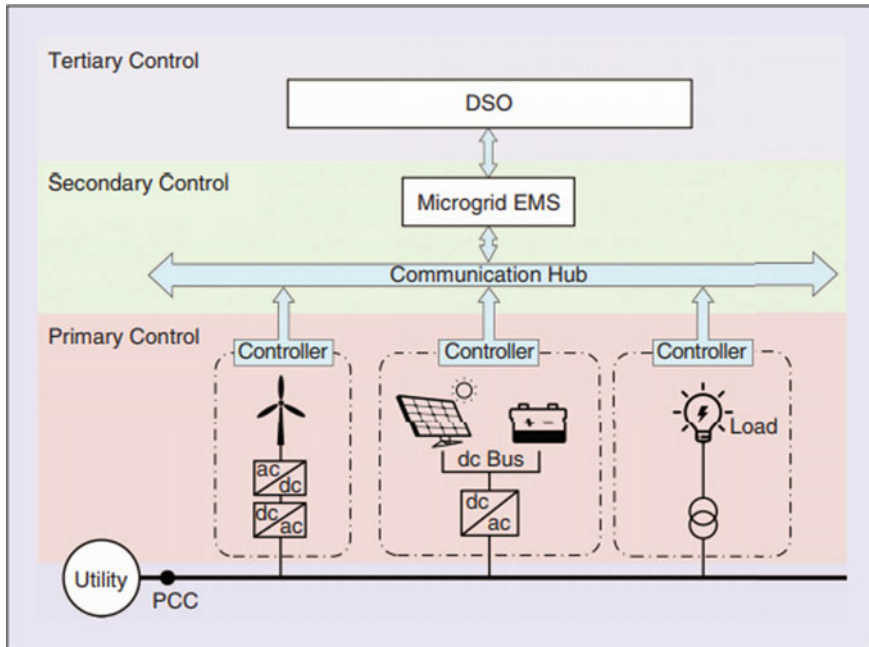 Tertiary Control
DSO
Secondary Control
Microgrid EMS
Communication Hub
Primary Control
Controller
Controller
Controller
Load
dc Bus
ac
dc
dc
ac
dc
ac
Utility
PCC